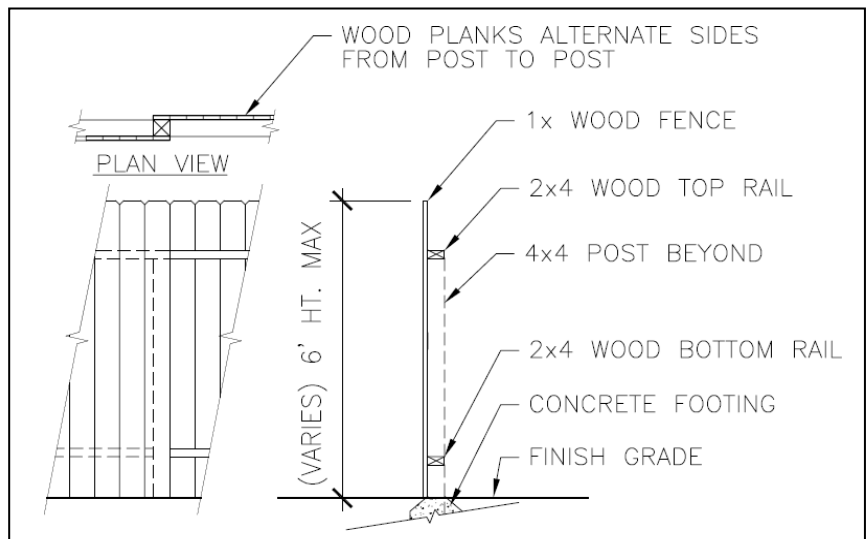 WOOD PLANKS ALTERNATE SIDES
FROM POST TO POST
PLAN VIEW
1x WOOD FENCE
2x4 WOOD TOP RAIL
4x4 POST BEYOND
(VARIES) 6' HT. MAX
2x4 WOOD BOTTOM RAIL
CONCRETE FOOTING
FINISH GRADE